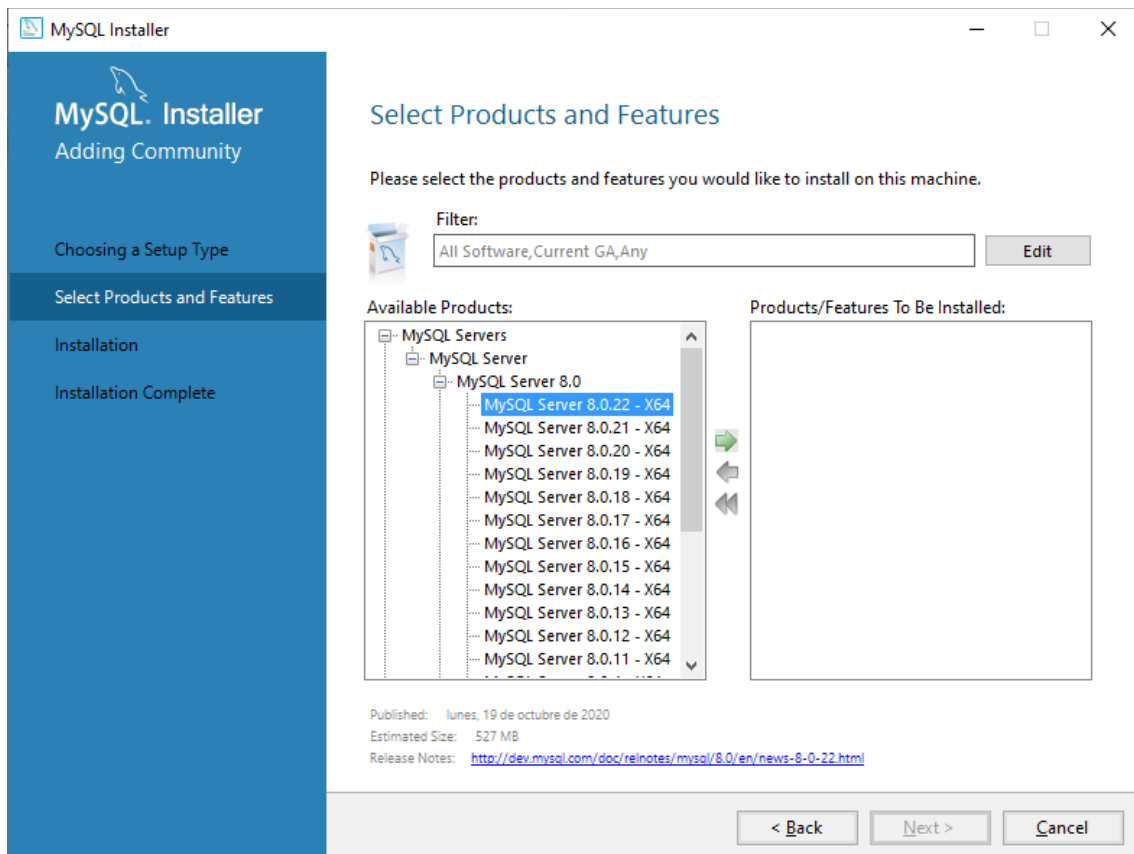 MySQL Installer
MySQL. Installer
Adding Community
Choosing a Setup Type
Select Products and Features
Installation
Installation Complete
Select Products and Features
Please select the products and features you would like to install on this machine.
Filter:
All Software,Current GA,Any
Edit
Available Products:
MySQL Servers
MySQL Server
MySQL Server 8.0
MySQL Server 8.0.22 - X64
MySQL Server 8.0.21 - X64
MySQL Server 8.0.20 - X64
MySQL Server 8.0.19 - X64
MySQL Server 8.0.18 - X64
MySQL Server 8.0.17 - X64
MySQL Server 8.0.16 - X64
MySQL Server 8.0.15 - X64
MySQL Server 8.0.14 - X64
MySQL Server 8.0.13 - X64
MySQL Server 8.0.12 - X64
MySQL Server 8.0.11 - X64
Products/Features To Be Installed:
Published: lunes, 19 de octubre de 2020
Estimated Size: 527 MB
Release Notes: http://dev.mysql.com/doc/relnotes/mysql/8.0/en/news-8-0-22.html
< Back
Next >
Cancel